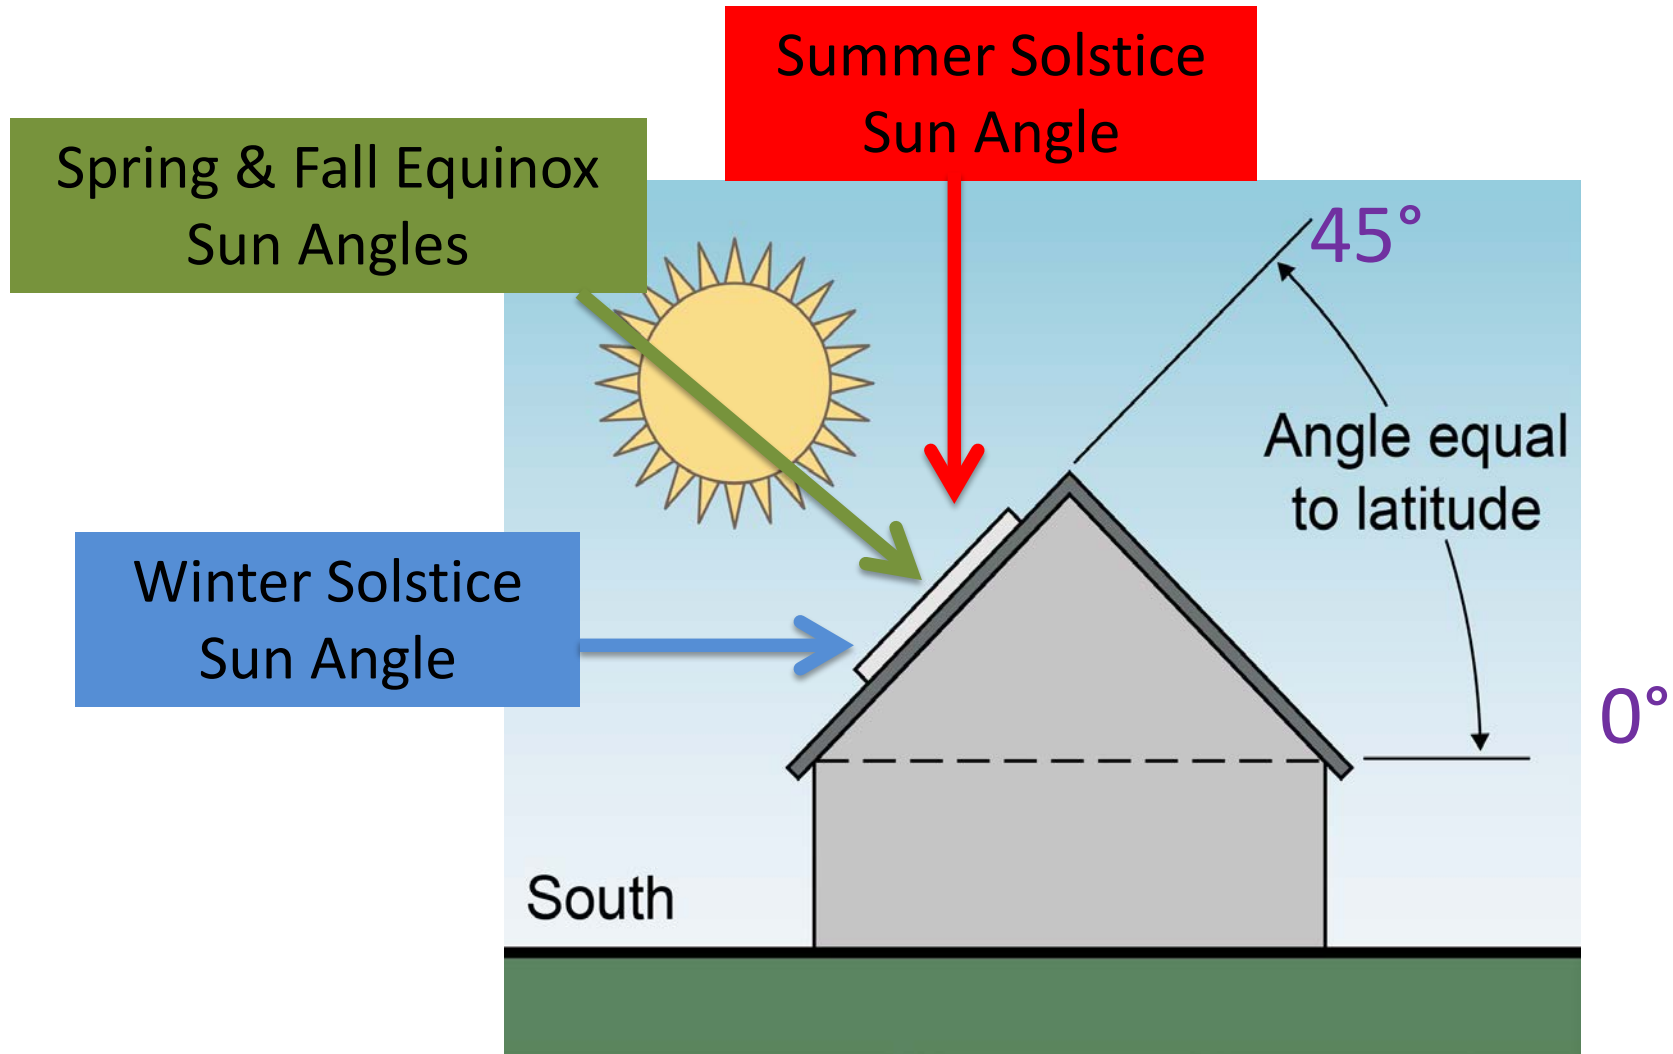 Summer Solstice
Sun Angle
Spring & Fall Equinox
Sun Angles
45°
Angle equal
to latitude
Winter Solstice
Sun Angle
0°
South